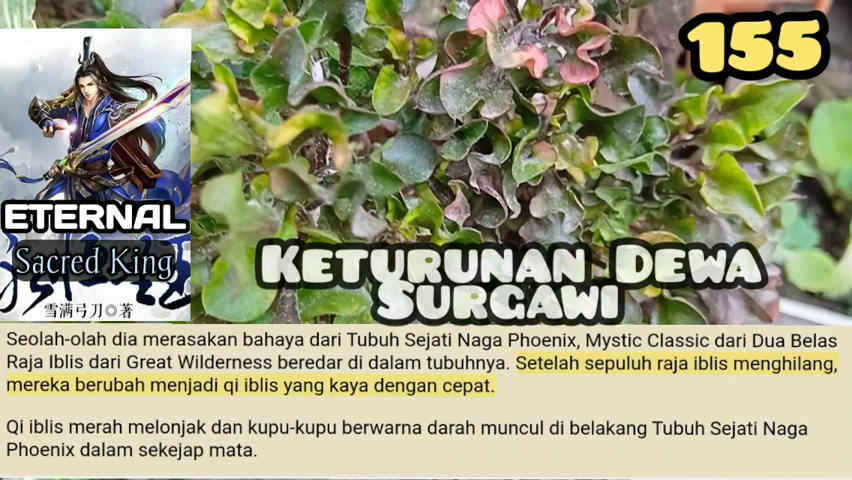 155
ETERNAL
Sacred King
雪满弓刀◎著
KETURUNAN DEWA
SURGAWI
Seolah-olah dia merasakan bahaya dari Tubuh Sejati Naga Phoenix, Mystic Classic dari Dua Belas
Raja Iblis dari Great Wilderness beredar di dalam tubuhnya. Setelah sepuluh raja iblis menghilang,
mereka berubah menjadi qi iblis yang kaya dengan cepat.
Qi iblis merah melonjak dan kupu-kupu berwarna darah muncul di belakang Tubuh Sejati Naga
Phoenix dalam sekejap mata.